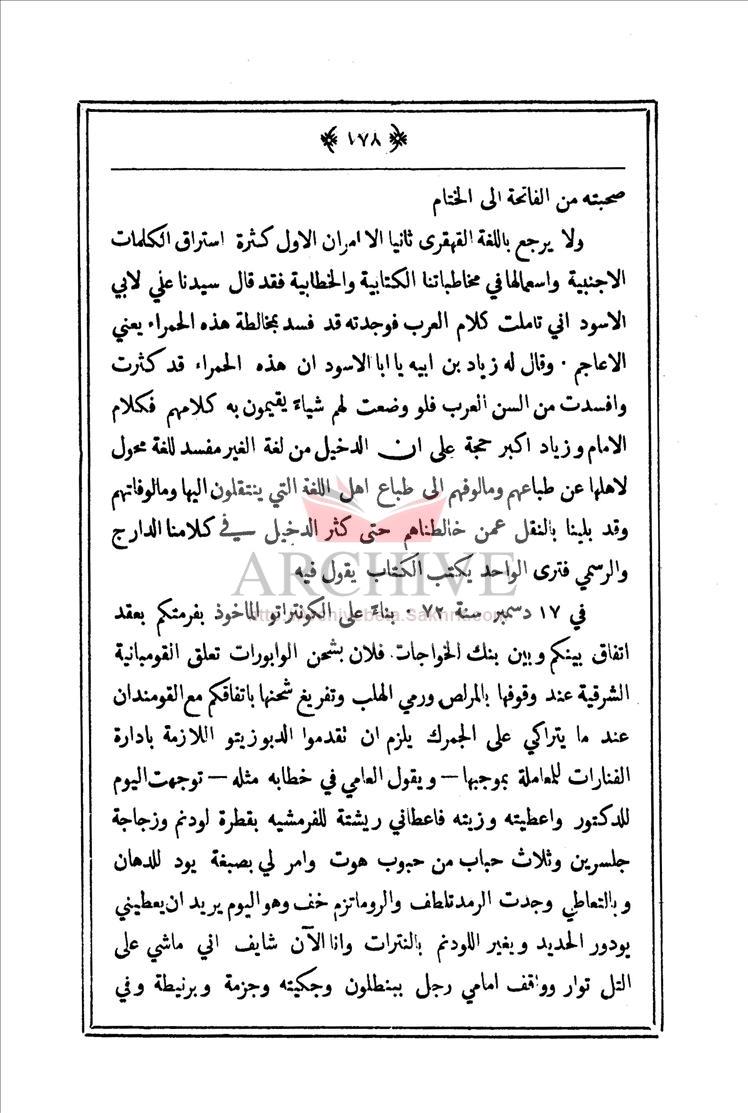 ١٧٨
صحبته من الفاتحة الى الختام
ولا يرجع باللغة القهقرى ثانيا الا امران الاول كثرة استراق الكلمات
الاجنبية واسعمالها في مخاطباتنا الكتابية والخطابية فقد قال سيدنا علي لابي
الاسود اني تاملت كلام العرب فوجدته قد فسد بمخالطة هذه الحمراء يعني
الاعاجم · وقال له زياد بن ابيه يا ابا الاسود ان هذه الحمراء قد كثرت
وافسدت من السن العرب فلو وضعت لهم شياءً يقيمون به كلامهم فكلام
الامام وزياد اكبر حجة على ان الدخيل من لغة الغير مفسد للغة محول
لاهلها عن طباعهم ومالوفهم الى طباع اهل اللغة التي ينتقلون اليها ومالوفاتهم
وقد بلينا بالنقل عمن خالطناهم حتى كثر الدخيل في كلامنا الدارج
والرسمي فترى الواحد يكتب الكتاب يقول فيه
ARCHIVE
في ١٧ دسمبر سنة ٧٢ · بناءً على الكونتراتو الماخوذ بفرمتكم بعقد
اتفاق بينكم وبين بنك الخواجات فلان بشحن الوابورات تعلق القومبانية
الشرقية عند وقوفها بالمراص ورمي الهلب وتفريغ شحنها باتفاقكم مع القومندان
عند ما يتراكي على الجمرك يلزم ان تقدموا الدبوزيتو اللازمة بادارة
الفنارات للمعاملة بموجبها — ويقول العامي في خطابه مثله — توجهت اليوم
للدكتور واعطيته وزيته فاعطاني ريشتة للفرمشيه بقطرة لودنم وزجاجة
جلسرين وثلاث حباب من حبوب هوت وامر لي بصبغة يود للدهان
وبالتعاطي وجدت الرمد تلطف والروماتزم خف وهو اليوم يريد ان يعطيني
يودور الحديد وبغير اللودنم بالنترات وانا الآن شايف اني ماشي على
التل توار وواقف امامي رجل ببنطلون وجكيته وجزمة وبرنيطة وفي